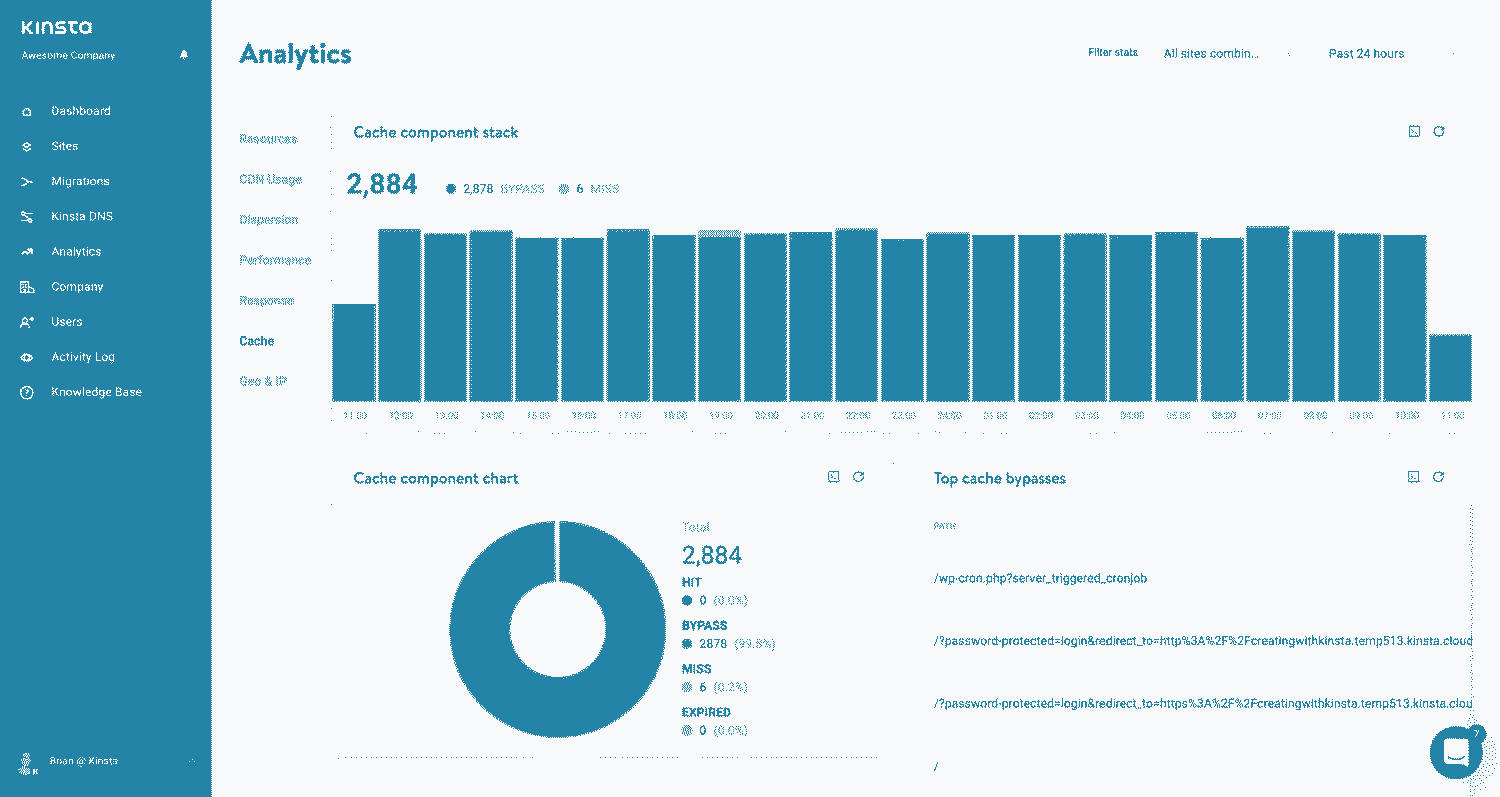 KINSTA
Awesome Company
Dashboard
Sites
Migrations
Kinsta DNS
Analytics
Company
Users
Activity Log
Knowledge Base
Brian @ Kinsta
Analytics
Filter stats
All sites combin...
Past 24 hours
Resources
CDN Usage
Dispersion
Performance
Response
Cache
Geo & IP
Cache component stack
2,884 2,878 BYPASS 6 MISS
11:00 12:00 13:00 14:00 15:00 16:00 17:00 18:00 19:00 20:00 21:00 22:00 23:00 24:00 01:00 02:00 03:00 04:00 05:00 06:00 07:00 08:00 09:00 10:00 11:00
Cache component chart
Total
2,884
HIT
0 (0.0%)
BYPASS
2878 (99.8%)
MISS
6 (0.2%)
EXPIRED
0 (0.0%)
Top cache bypasses
PATH
/wp-cron.php?server_triggered_cronjob
/?password-protected=login&redirect_to=http%3A%2F%2Fcreatingwithkinsta.temp513.kinsta.cloud
/?password-protected=login&redirect_to=https%3A%2F%2Fcreatingwithkinsta.temp513.kinsta.clou
/
7